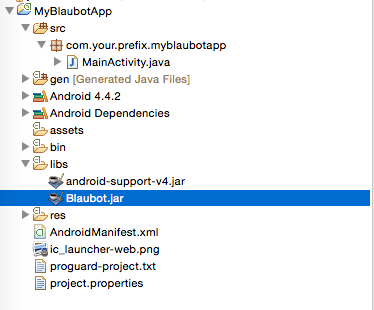 MyBlaubotApp
src
com.your.prefix.myblaubotapp
MainActivity.java
gen [Generated Java Files]
Android 4.4.2
Android Dependencies
assets
bin
libs
android-support-v4.jar
Blaubot.jar
res
AndroidManifest.xml
ic_launcher-web.png
proguard-project.txt
project.properties